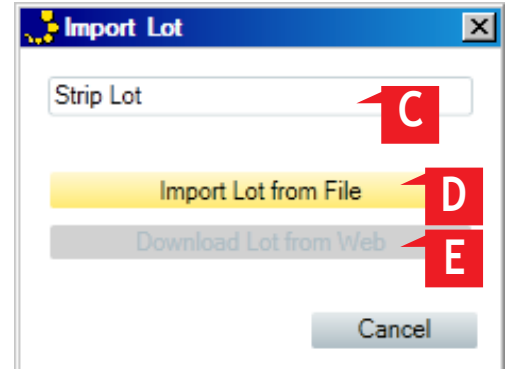 Import Lot
Strip Lot
C
Import Lot from File
D
Download Lot from Web
E
Cancel